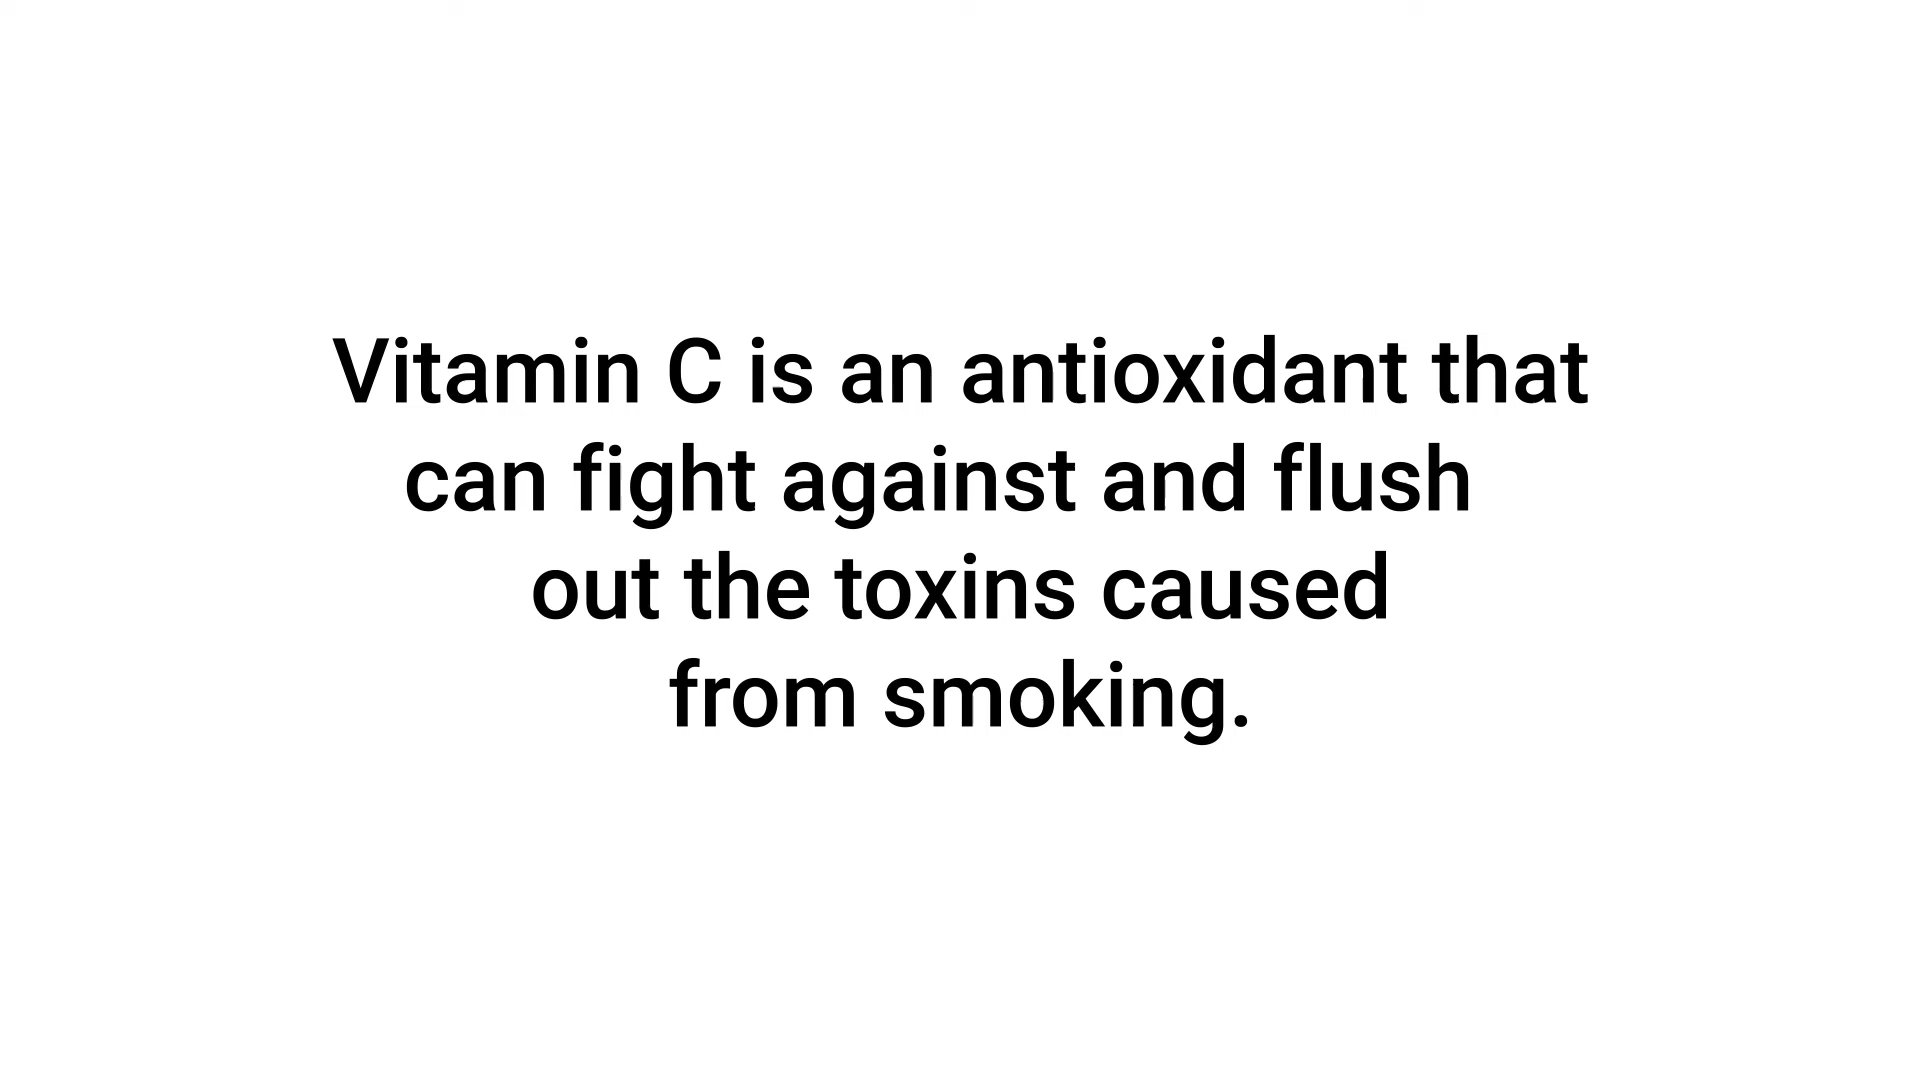 Vitamin C is an antioxidant that
can fight against and flush
out the toxins caused
from smoking.